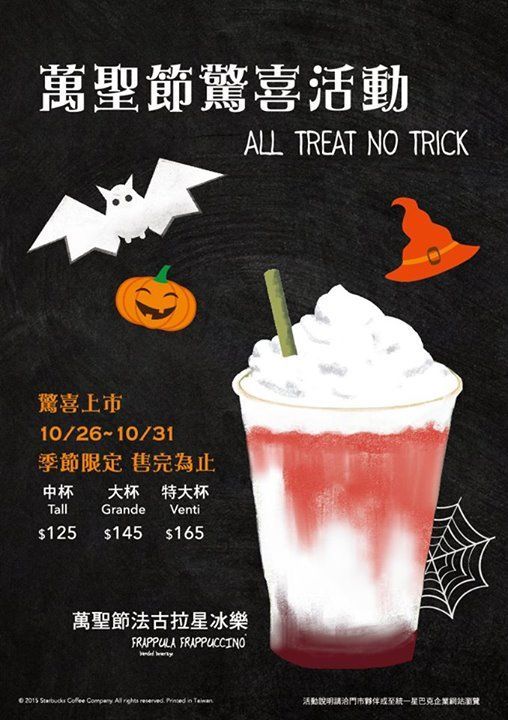 萬聖節驚喜活動
ALL TREAT NO TRICK
驚喜上市
10/26~10/31
季節限定 售完為止
中杯 大杯 特大杯
Tall Grande Venti
$125 $145 $165
萬聖節法古拉星冰樂
FRAPPULA FRAPPUCCINO®
blended beverage
© 2015 Starbucks Coffee Company. All rights reserved. Printed in Taiwan.
活動說明請洽門市夥伴或至統一星巴克企業網站瀏覽